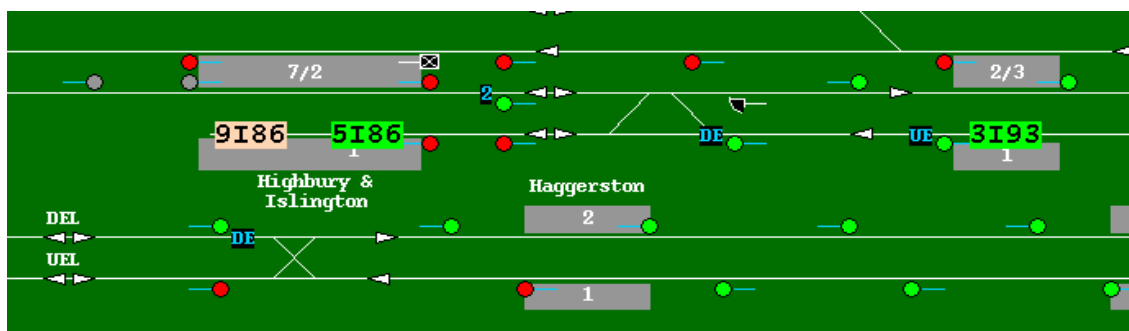 7/2
2/3
2
9I86
5I86
1
DE
UE
3I93
1
Highbury &
Islington
Haggerston
DEL
DE
2
UEL
1